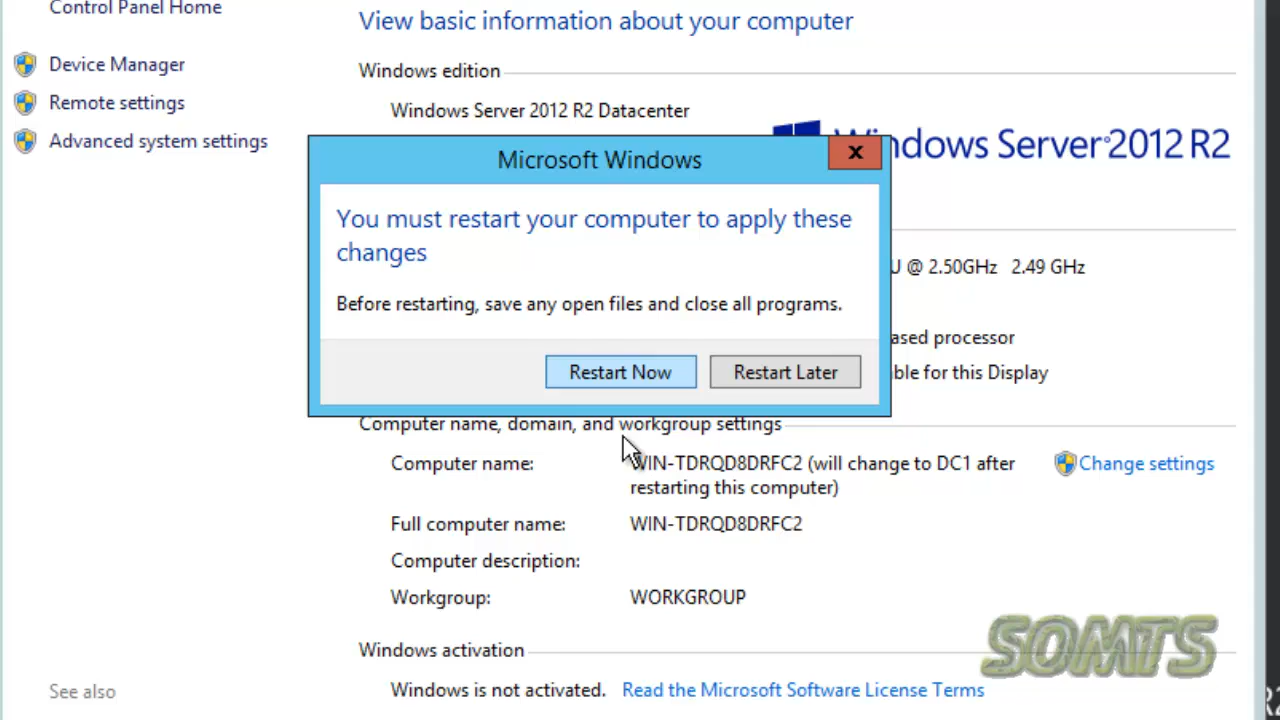 Control Panel Home
Device Manager
Remote settings
Advanced system settings
See also
View basic information about your computer
Windows edition
Windows Server 2012 R2 Datacenter
Windows Server 2012 R2
Microsoft Windows
x
You must restart your computer to apply these
changes
Before restarting, save any open files and close all programs.
Restart Now
Restart Later
U @ 2.50GHz 2.49 GHz
ased processor
ble for this Display
Computer name, domain, and workgroup settings
Computer name:
WIN-TDRQD8DRFC2 (will change to DC1 after
restarting this computer)
Change settings
Full computer name:
WIN-TDRQD8DRFC2
Computer description:
Workgroup:
WORKGROUP
Windows activation
Windows is not activated. Read the Microsoft Software License Terms
SOMTS